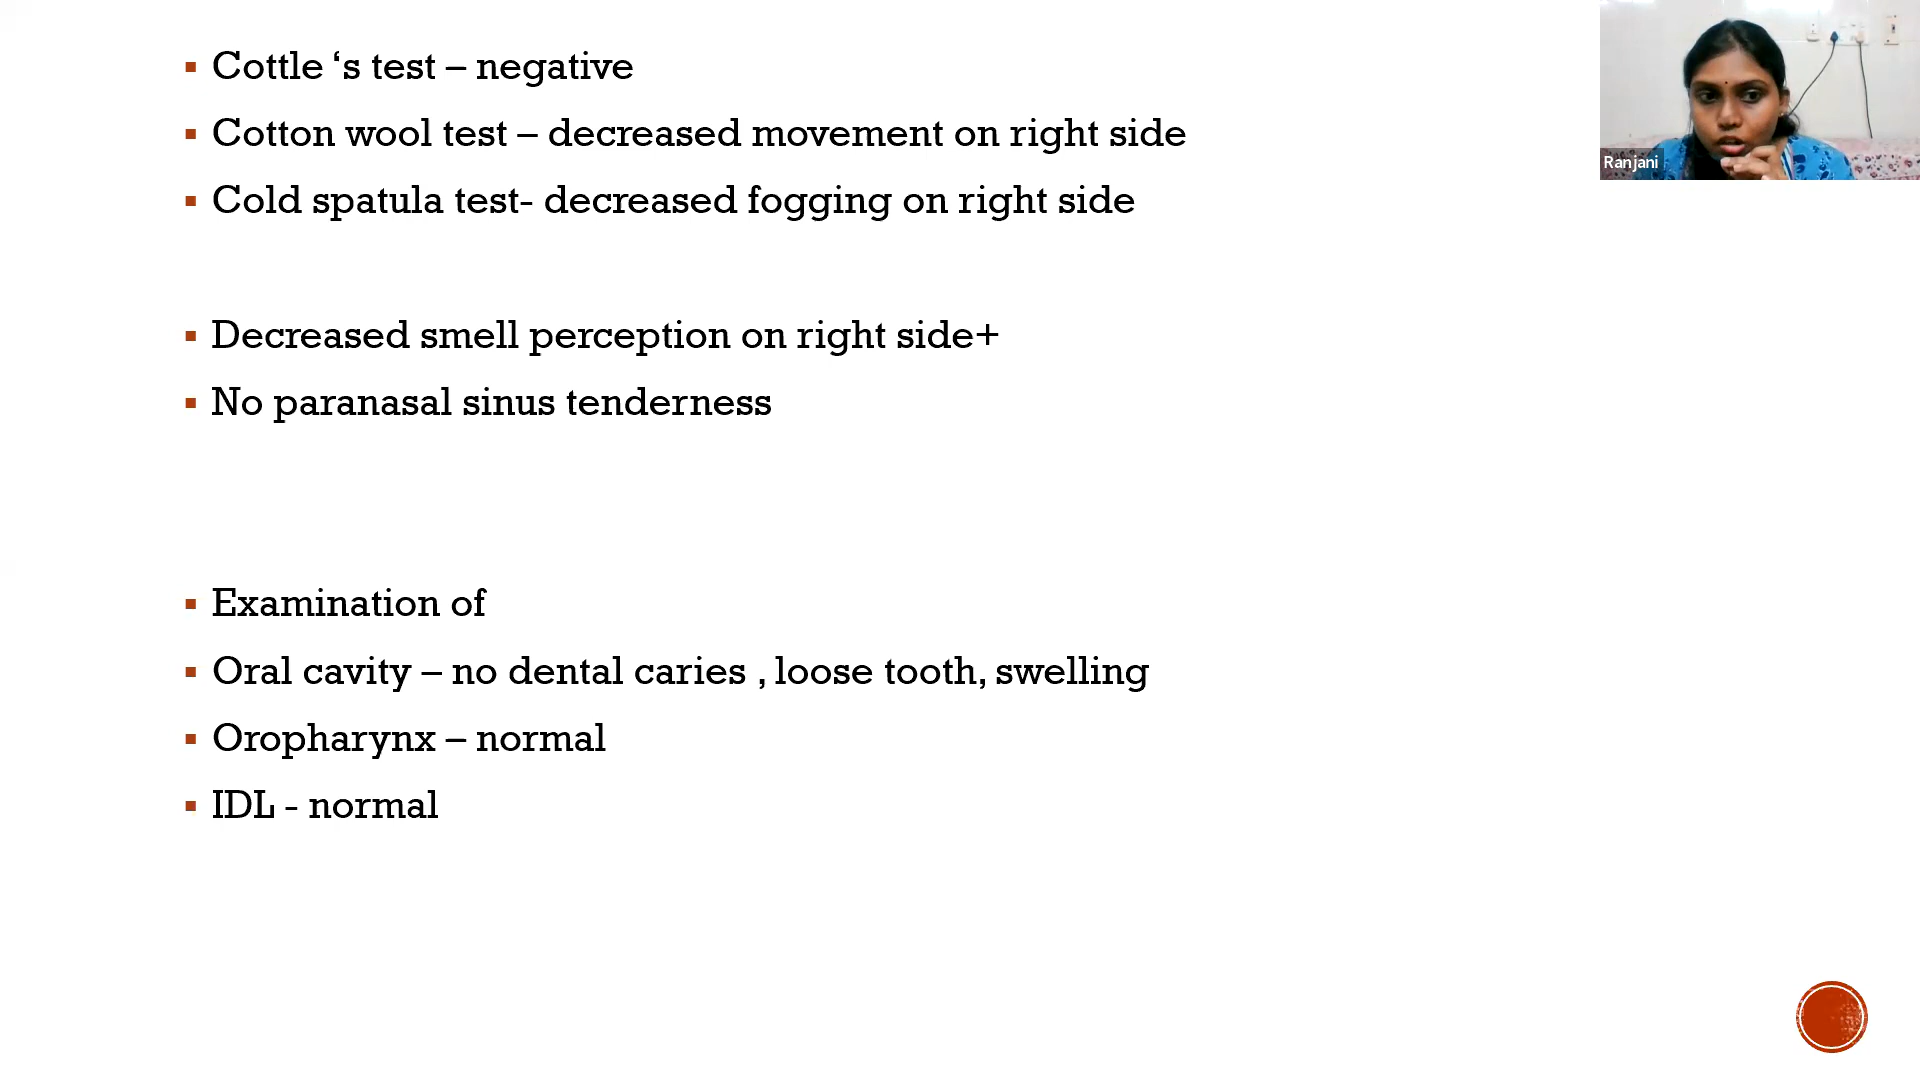 Cottle ‘s test – negative
Cotton wool test – decreased movement on right side
Cold spatula test- decreased fogging on right side
Decreased smell perception on right side+
No paranasal sinus tenderness
Examination of
Oral cavity – no dental caries , loose tooth, swelling
Oropharynx – normal
IDL - normal
Ranjani